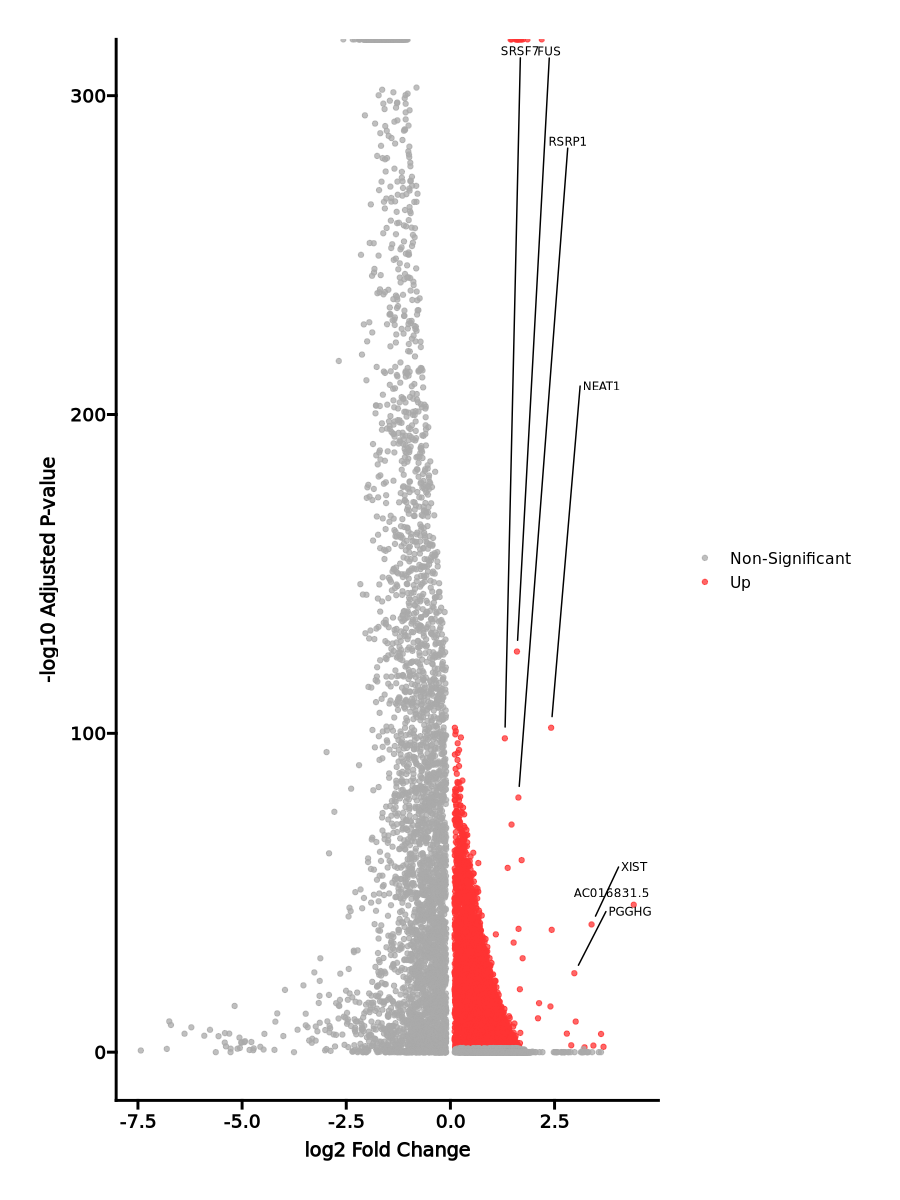 SRSF7 FUS
300
RSRP1
NEAT1
200
-log10 Adjusted P-value
Non-Significant
Up
100
XIST
AC016831.5
PGGHG
0
-7.5 -5.0 -2.5 0.0 2.5
log2 Fold Change